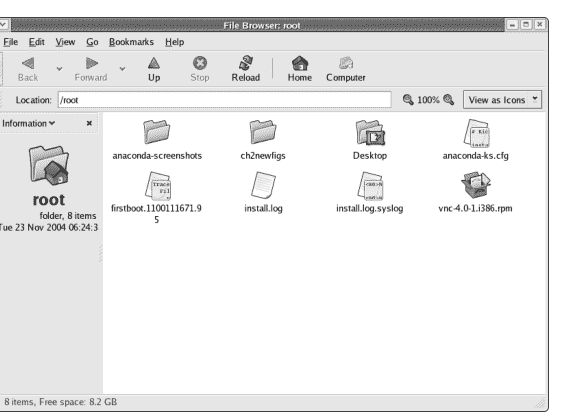 File Browser: root
File Edit View Go Bookmarks Help
Back Forward Up Stop Reload Home Computer
Location: /root 100% View as Icons
Information
root
folder, 8 items
Tue 23 Nov 2004 06:24:3
anaconda-screenshots
ch2newfigs
Desktop
anaconda-ks.cfg
Trace
Fil
firstboot.1100111671.9
5
install.log
install.log.syslog
vnc-4.0-1.i386.rpm
8 items, Free space: 8.2 GB